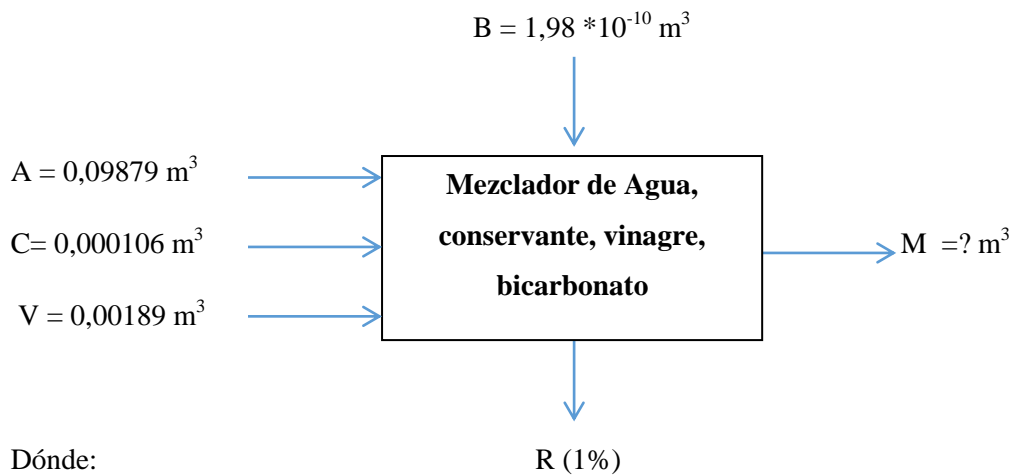 B = 1,98 *10⁻¹⁰ m³
A = 0,09879 m³
C= 0,000106 m³
V = 0,00189 m³
Mezclador de Agua,
conservante, vinagre,
bicarbonato
M =? m³
Dónde:
R (1%)